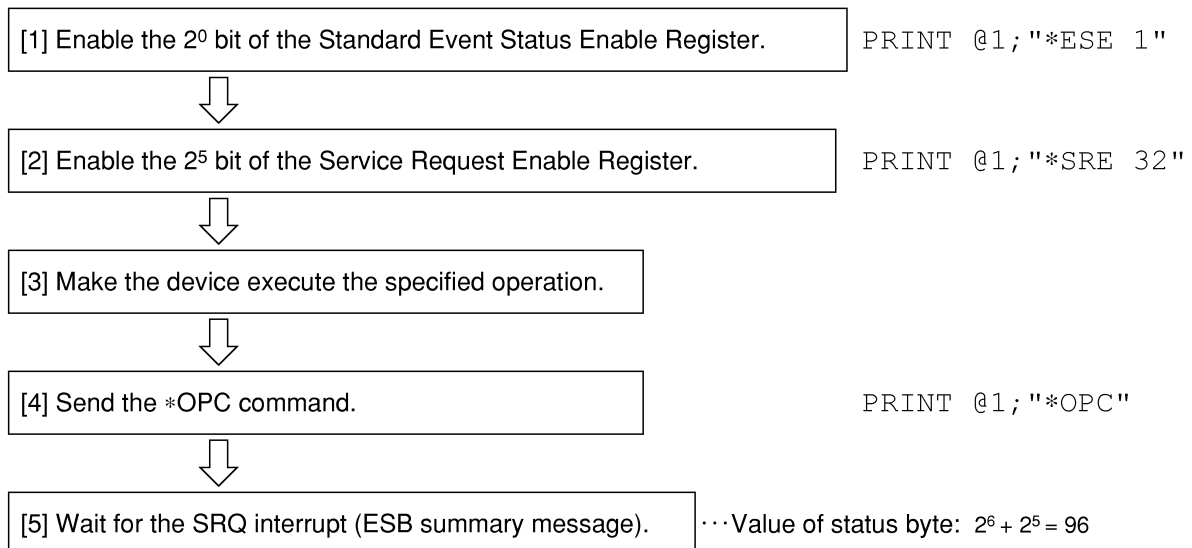 [1] Enable the 2⁰ bit of the Standard Event Status Enable Register. PRINT @1;"*ESE 1"
[2] Enable the 2⁵ bit of the Service Request Enable Register. PRINT @1;"*SRE 32"
[3] Make the device execute the specified operation.
[4] Send the *OPC command. PRINT @1;"*OPC"
[5] Wait for the SRQ interrupt (ESB summary message). ···Value of status byte: 2⁶ + 2⁵ = 96